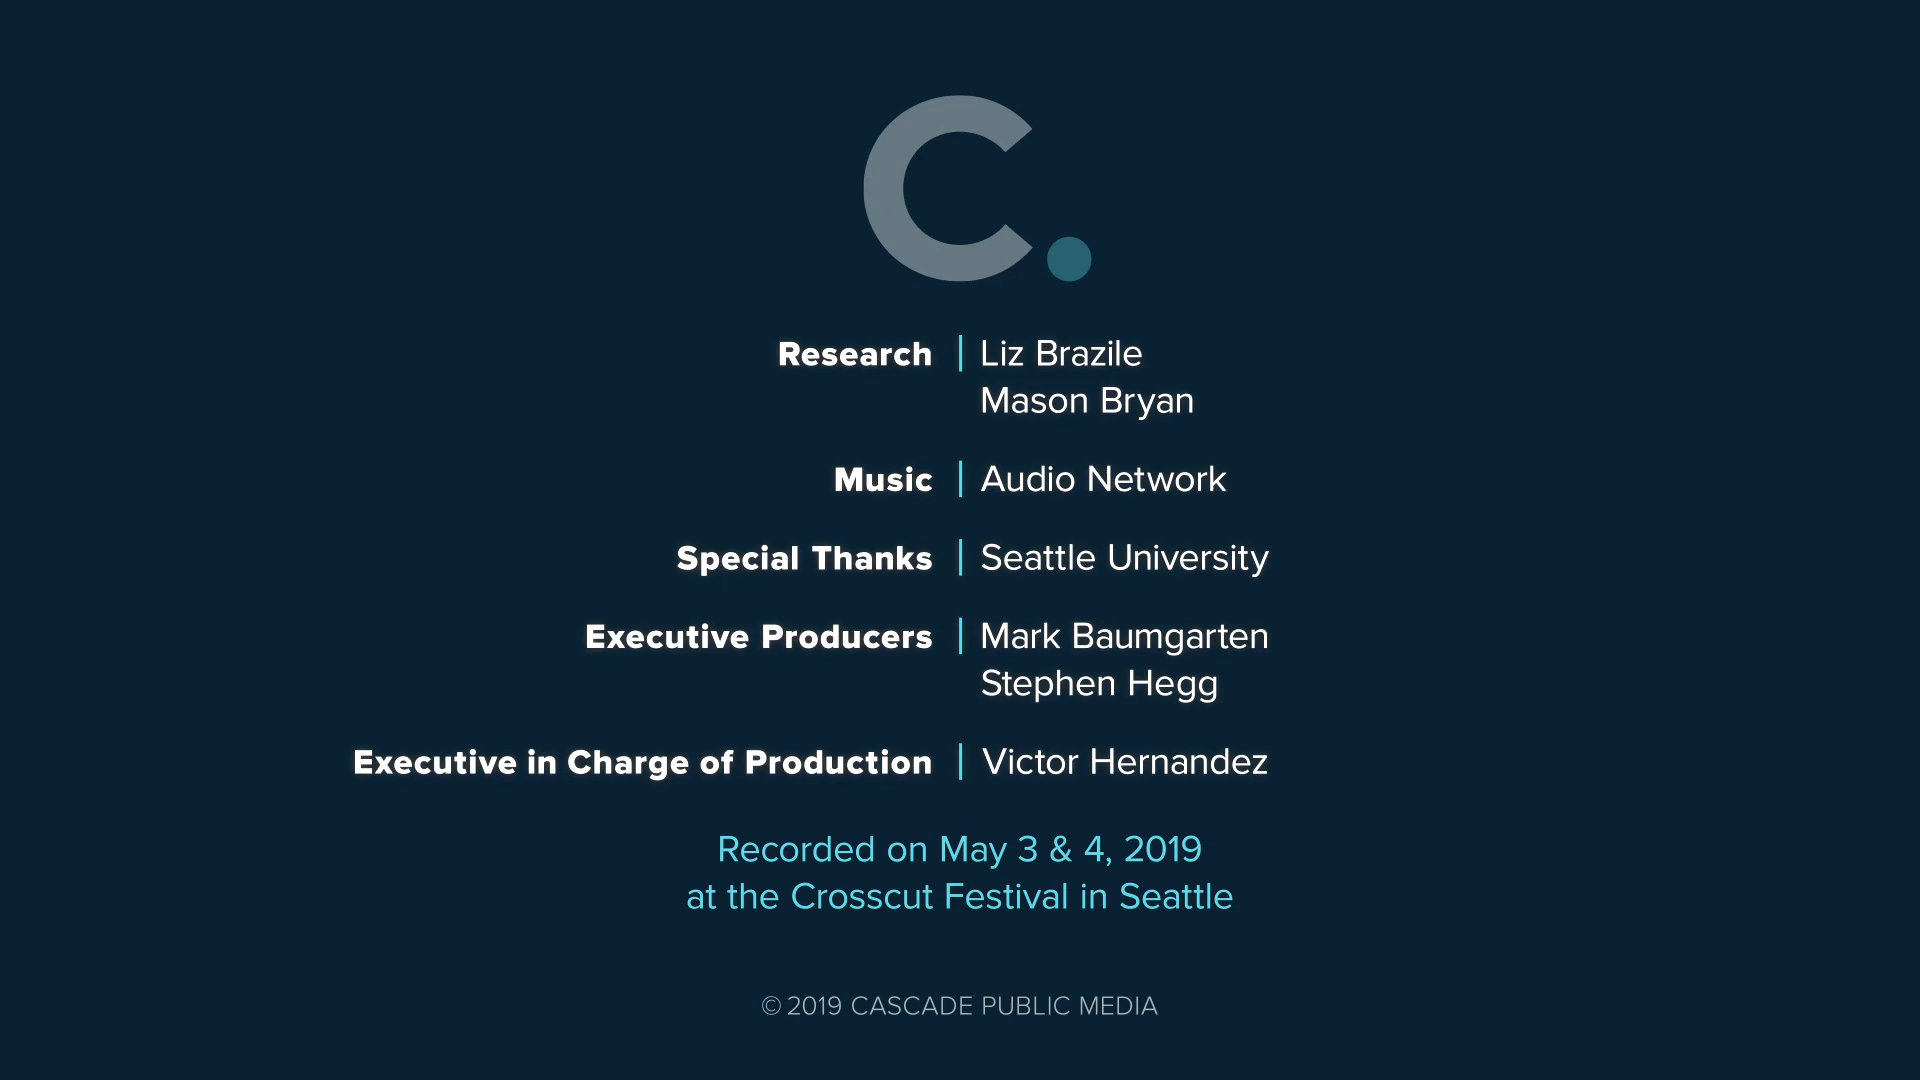 C.
Research | Liz Brazile
Mason Bryan
Music | Audio Network
Special Thanks | Seattle University
Executive Producers | Mark Baumgarten
Stephen Hegg
Executive in Charge of Production | Victor Hernandez
Recorded on May 3 & 4, 2019
at the Crosscut Festival in Seattle
© 2019 CASCADE PUBLIC MEDIA